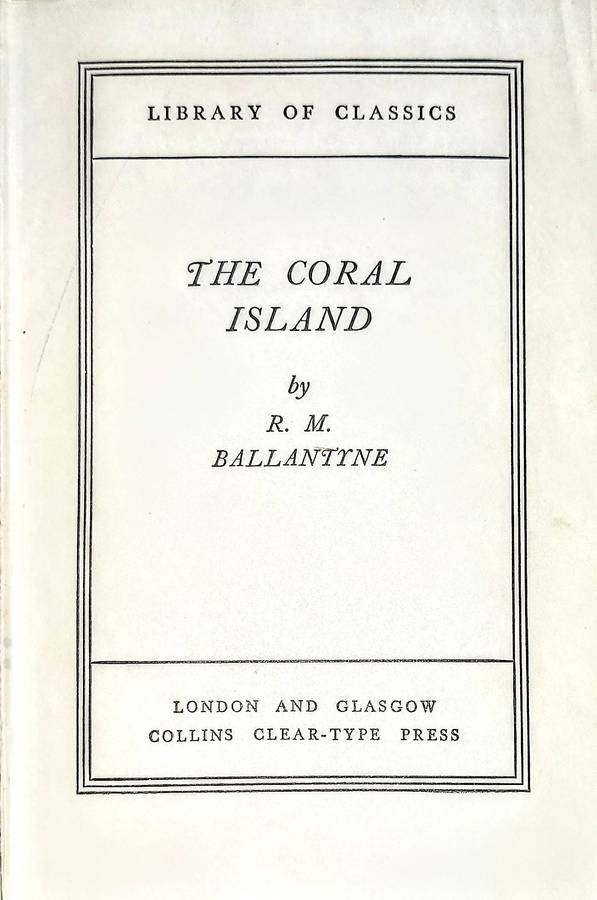 LIBRARY OF CLASSICS
THE CORAL
ISLAND
by
R. M.
BALLANTYNE
LONDON AND GLASGOW
COLLINS CLEAR-TYPE PRESS